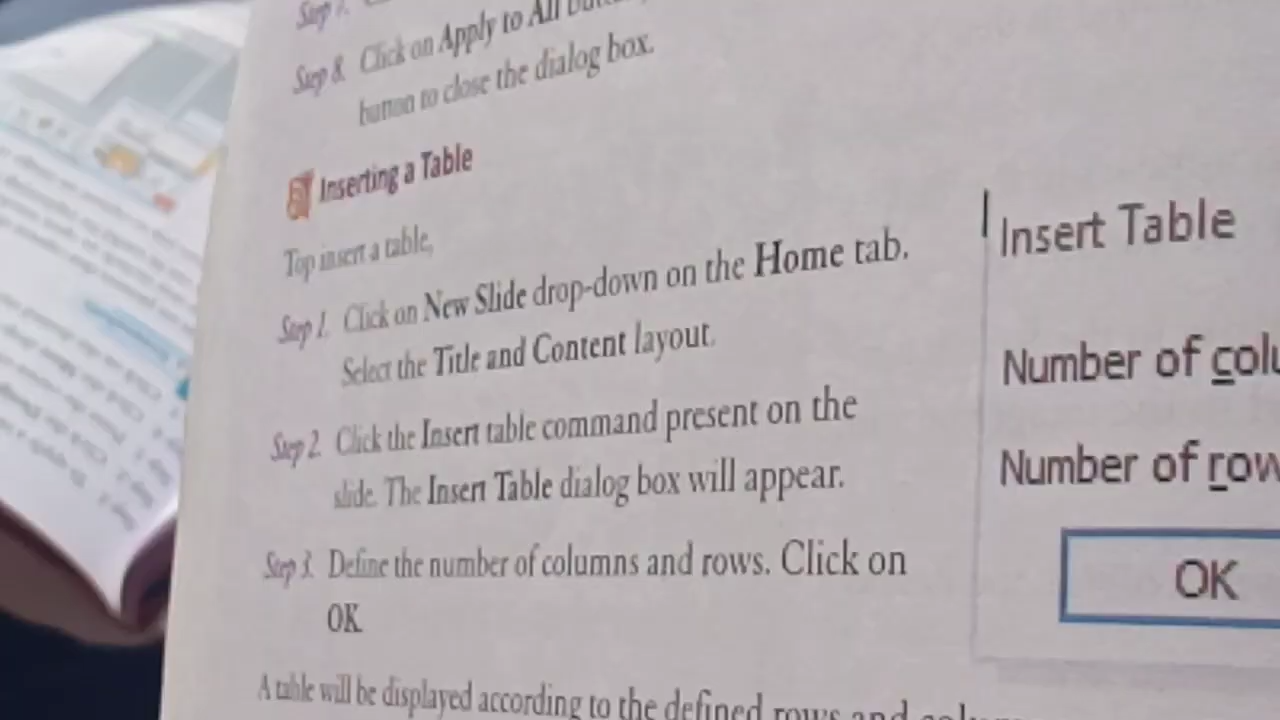 Step 7.
Step 8. Click on Apply to All
button to close the dialog box.
Inserting a Table
Top insert a table,
Step 1. Click on New Slide drop-down on the Home tab.
Select the Title and Content layout.
Step 2. Click the Insert table command present on the
slide. The Insert Table dialog box will appear.
Step 3. Define the number of columns and rows. Click on
OK
A table will be displayed according to the defined rows and
Insert Table
Number of colu
Number of row
OK